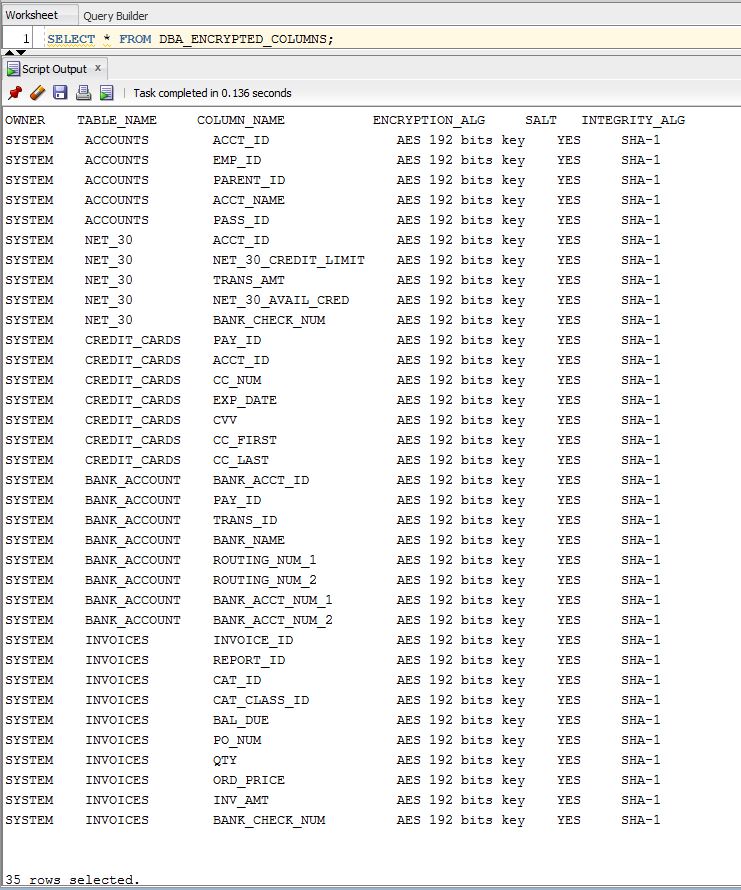 Worksheet Query Builder
1 SELECT * FROM DBA_ENCRYPTED_COLUMNS;
Script Output x
Task completed in 0.136 seconds
OWNER TABLE_NAME COLUMN_NAME ENCRYPTION_ALG SALT INTEGRITY_ALG
SYSTEM ACCOUNTS ACCT_ID AES 192 bits key YES SHA-1
SYSTEM ACCOUNTS EMP_ID AES 192 bits key YES SHA-1
SYSTEM ACCOUNTS PARENT_ID AES 192 bits key YES SHA-1
SYSTEM ACCOUNTS ACCT_NAME AES 192 bits key YES SHA-1
SYSTEM ACCOUNTS PASS_ID AES 192 bits key YES SHA-1
SYSTEM NET_30 ACCT_ID AES 192 bits key YES SHA-1
SYSTEM NET_30 NET_30_CREDIT_LIMIT AES 192 bits key YES SHA-1
SYSTEM NET_30 TRANS_AMT AES 192 bits key YES SHA-1
SYSTEM NET_30 NET_30_AVAIL_CRED AES 192 bits key YES SHA-1
SYSTEM NET_30 BANK_CHECK_NUM AES 192 bits key YES SHA-1
SYSTEM CREDIT_CARDS PAY_ID AES 192 bits key YES SHA-1
SYSTEM CREDIT_CARDS ACCT_ID AES 192 bits key YES SHA-1
SYSTEM CREDIT_CARDS CC_NUM AES 192 bits key YES SHA-1
SYSTEM CREDIT_CARDS EXP_DATE AES 192 bits key YES SHA-1
SYSTEM CREDIT_CARDS CVV AES 192 bits key YES SHA-1
SYSTEM CREDIT_CARDS CC_FIRST AES 192 bits key YES SHA-1
SYSTEM CREDIT_CARDS CC_LAST AES 192 bits key YES SHA-1
SYSTEM BANK_ACCOUNT BANK_ACCT_ID AES 192 bits key YES SHA-1
SYSTEM BANK_ACCOUNT PAY_ID AES 192 bits key YES SHA-1
SYSTEM BANK_ACCOUNT TRANS_ID AES 192 bits key YES SHA-1
SYSTEM BANK_ACCOUNT BANK_NAME AES 192 bits key YES SHA-1
SYSTEM BANK_ACCOUNT ROUTING_NUM_1 AES 192 bits key YES SHA-1
SYSTEM BANK_ACCOUNT ROUTING_NUM_2 AES 192 bits key YES SHA-1
SYSTEM BANK_ACCOUNT BANK_ACCT_NUM_1 AES 192 bits key YES SHA-1
SYSTEM BANK_ACCOUNT BANK_ACCT_NUM_2 AES 192 bits key YES SHA-1
SYSTEM INVOICES INVOICE_ID AES 192 bits key YES SHA-1
SYSTEM INVOICES REPORT_ID AES 192 bits key YES SHA-1
SYSTEM INVOICES CAT_ID AES 192 bits key YES SHA-1
SYSTEM INVOICES CAT_CLASS_ID AES 192 bits key YES SHA-1
SYSTEM INVOICES BAL_DUE AES 192 bits key YES SHA-1
SYSTEM INVOICES PO_NUM AES 192 bits key YES SHA-1
SYSTEM INVOICES QTY AES 192 bits key YES SHA-1
SYSTEM INVOICES ORD_PRICE AES 192 bits key YES SHA-1
SYSTEM INVOICES INV_AMT AES 192 bits key YES SHA-1
SYSTEM INVOICES BANK_CHECK_NUM AES 192 bits key YES SHA-1
35 rows selected.